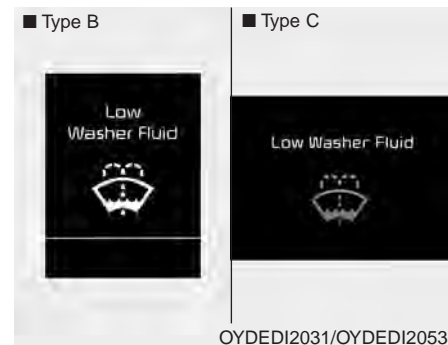 ■ Type B
■ Type C
Low
Washer Fluid
Low Washer Fluid
OYDEDI2031/OYDEDI2053